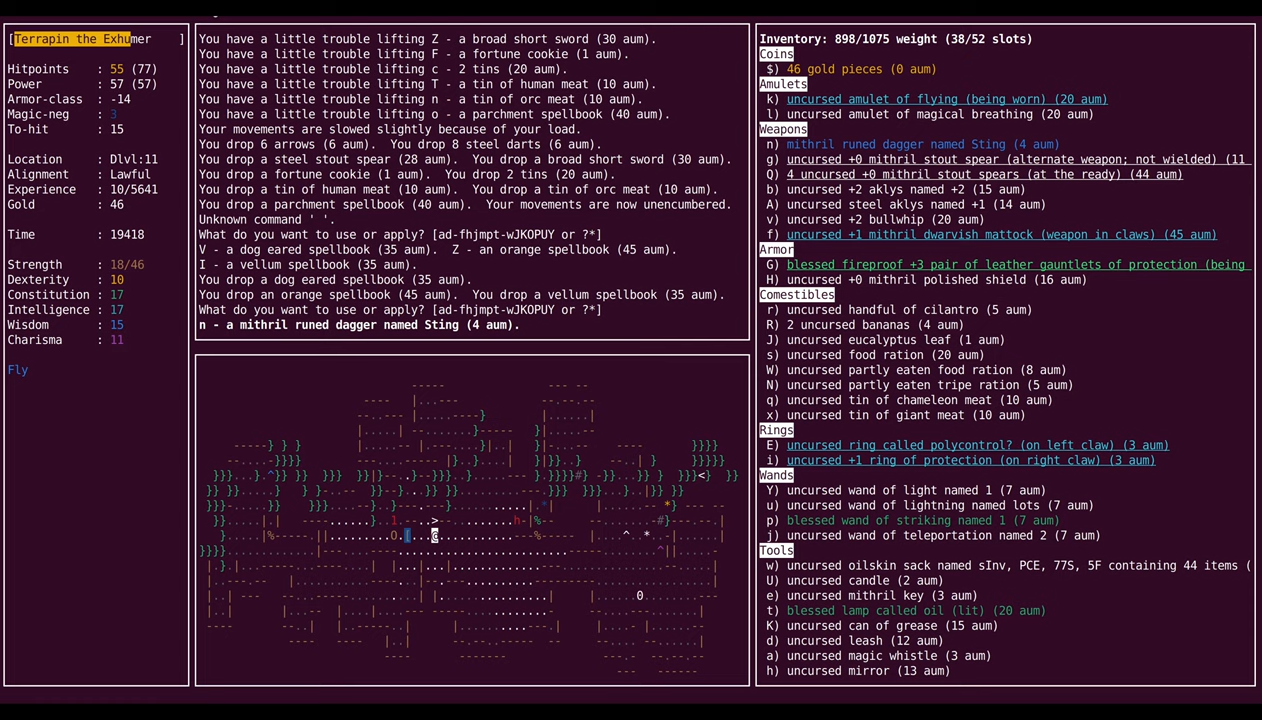 [Terrapin the Exhumer ]
Hitpoints : 55 (77)
Power : 57 (57)
Armor-class : -14
Magic-neg : 3
To-hit : 15
Location : Dlvl:11
Alignment : Lawful
Experience : 10/5641
Gold : 46
Time : 19418
Strength : 18/46
Dexterity : 10
Constitution : 17
Intelligence : 17
Wisdom : 15
Charisma : 11
Fly
You have a little trouble lifting Z - a broad short sword (30 aum).
You have a little trouble lifting F - a fortune cookie (1 aum).
You have a little trouble lifting c - 2 tins (20 aum).
You have a little trouble lifting T - a tin of human meat (10 aum).
You have a little trouble lifting n - a tin of orc meat (10 aum).
You have a little trouble lifting o - a parchment spellbook (40 aum).
Your movements are slowed slightly because of your load.
You drop 6 arrows (6 aum). You drop 8 steel darts (6 aum).
You drop a steel stout spear (28 aum). You drop a broad short sword (30 aum).
You drop a fortune cookie (1 aum). You drop 2 tins (20 aum).
You drop a tin of human meat (10 aum). You drop a tin of orc meat (10 aum).
You drop a parchment spellbook (40 aum). Your movements are now unencumbered.
Unknown command ' '.
What do you want to use or apply? [ad-fhjmpt-wJKOPUY or ?*]
V - a dog eared spellbook (35 aum). Z - an orange spellbook (45 aum).
I - a vellum spellbook (35 aum).
You drop a dog eared spellbook (35 aum).
You drop an orange spellbook (45 aum). You drop a vellum spellbook (35 aum).
What do you want to use or apply? [ad-fhjmpt-wJKOPUY or ?*]
n - a mithril runed dagger named Sting (4 aum).
Inventory: 898/1075 weight (38/52 slots)
Coins
$) 46 gold pieces (0 aum)
Amulets
k) uncursed amulet of flying (being worn) (20 aum)
l) uncursed amulet of magical breathing (20 aum)
Weapons
n) mithril runed dagger named Sting (4 aum)
g) uncursed +0 mithril stout spear (alternate weapon; not wielded) (11
Q) 4 uncursed +0 mithril stout spears (at the ready) (44 aum)
b) uncursed +2 aklys named +2 (15 aum)
A) uncursed steel aklys named +1 (14 aum)
v) uncursed +2 bullwhip (20 aum)
f) uncursed +1 mithril dwarvish mattock (weapon in claws) (45 aum)
Armor
G) blessed fireproof +3 pair of leather gauntlets of protection (being
H) uncursed +0 mithril polished shield (16 aum)
Comestibles
r) uncursed handful of cilantro (5 aum)
R) 2 uncursed bananas (4 aum)
J) uncursed eucalyptus leaf (1 aum)
s) uncursed food ration (20 aum)
W) uncursed partly eaten food ration (8 aum)
N) uncursed partly eaten tripe ration (5 aum)
q) uncursed tin of chameleon meat (10 aum)
x) uncursed tin of giant meat (10 aum)
Rings
E) uncursed ring called polycontrol? (on left claw) (3 aum)
i) uncursed +1 ring of protection (on right claw) (3 aum)
Wands
Y) uncursed wand of light named 1 (7 aum)
u) uncursed wand of lightning named lots (7 aum)
p) blessed wand of striking named 1 (7 aum)
j) uncursed wand of teleportation named 2 (7 aum)
Tools
w) uncursed oilskin sack named sInv, PCE, 77S, 5F containing 44 items (
U) uncursed candle (2 aum)
e) uncursed mithril key (3 aum)
t) blessed lamp called oil (lit) (20 aum)
K) uncursed can of grease (15 aum)
d) uncursed leash (12 aum)
a) uncursed magic whistle (3 aum)
h) uncursed mirror (13 aum)